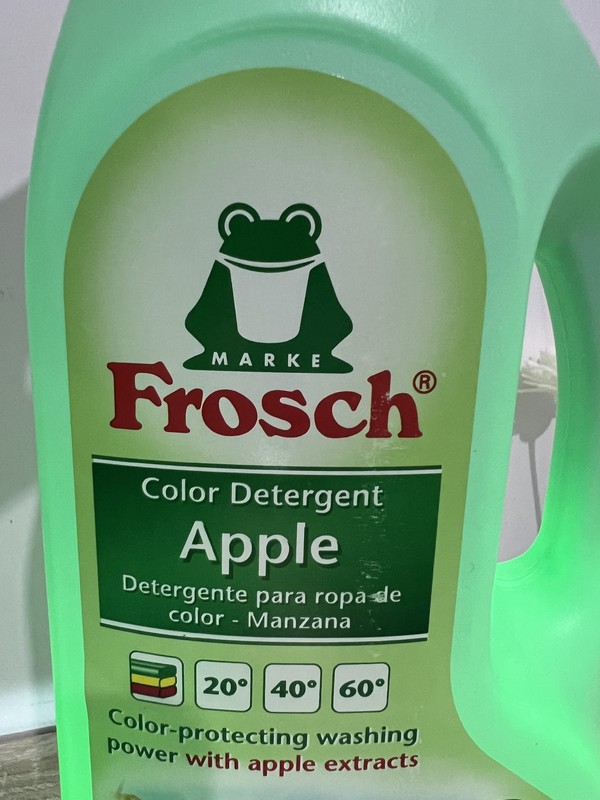 MARKE
Frosch®
Color Detergent
Apple
Detergente para ropa de
color - Manzana
20° 40° 60°
Color-protecting washing
power with apple extracts